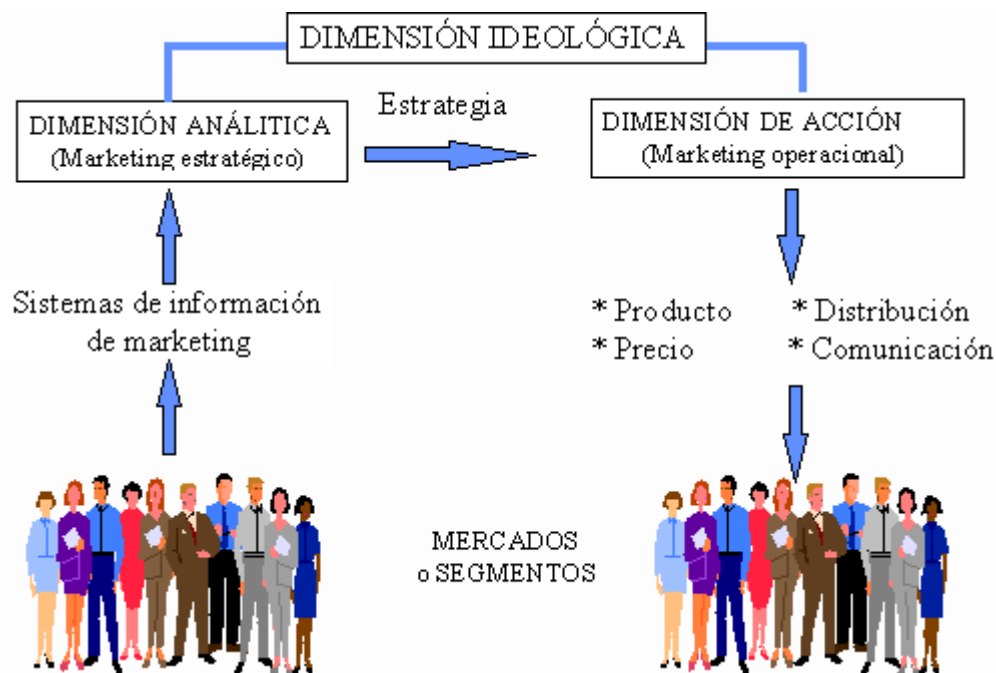 DIMENSIÓN IDEOLÓGICA
DIMENSIÓN ANÁLITICA
(Marketing estratégico)
Estrategia
DIMENSIÓN DE ACCIÓN
(Marketing operacional)
Sistemas de información
de marketing
* Producto * Distribución
* Precio * Comunicación
MERCADOS
o SEGMENTOS